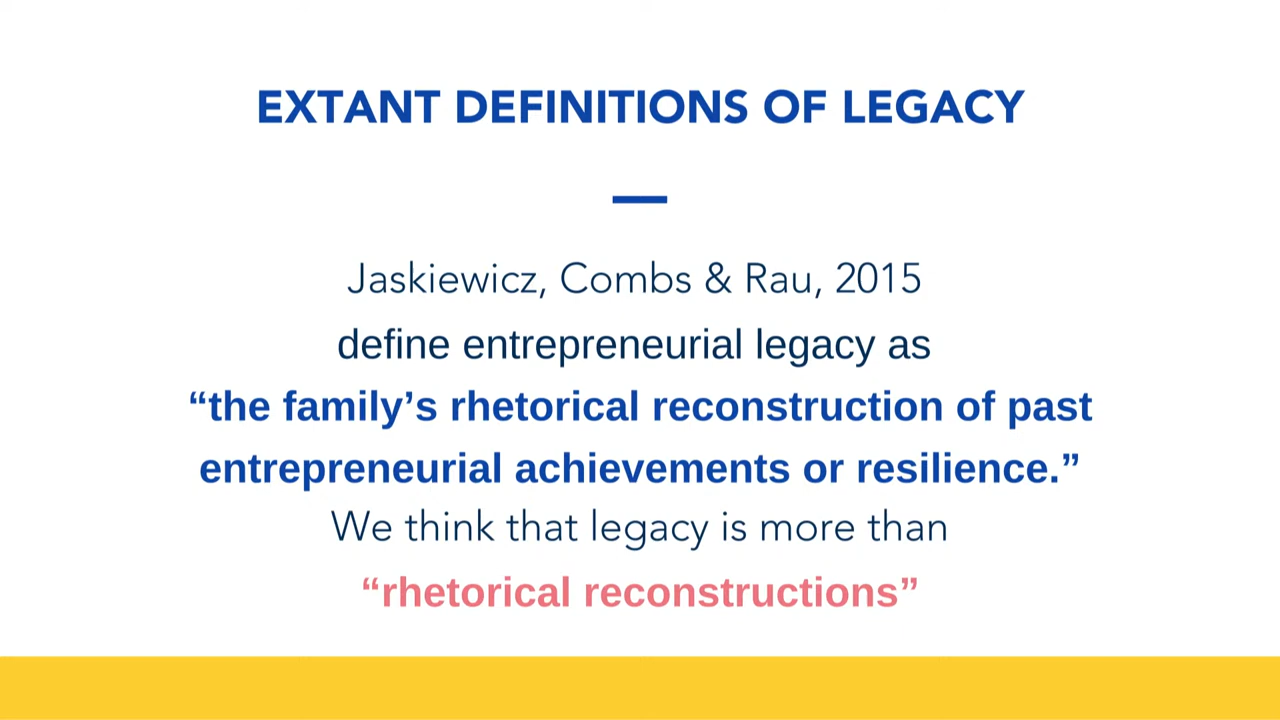 EXTANT DEFINITIONS OF LEGACY
Jaskiewicz, Combs & Rau, 2015
define entrepreneurial legacy as
“the family’s rhetorical reconstruction of past
entrepreneurial achievements or resilience.”
We think that legacy is more than
“rhetorical reconstructions”